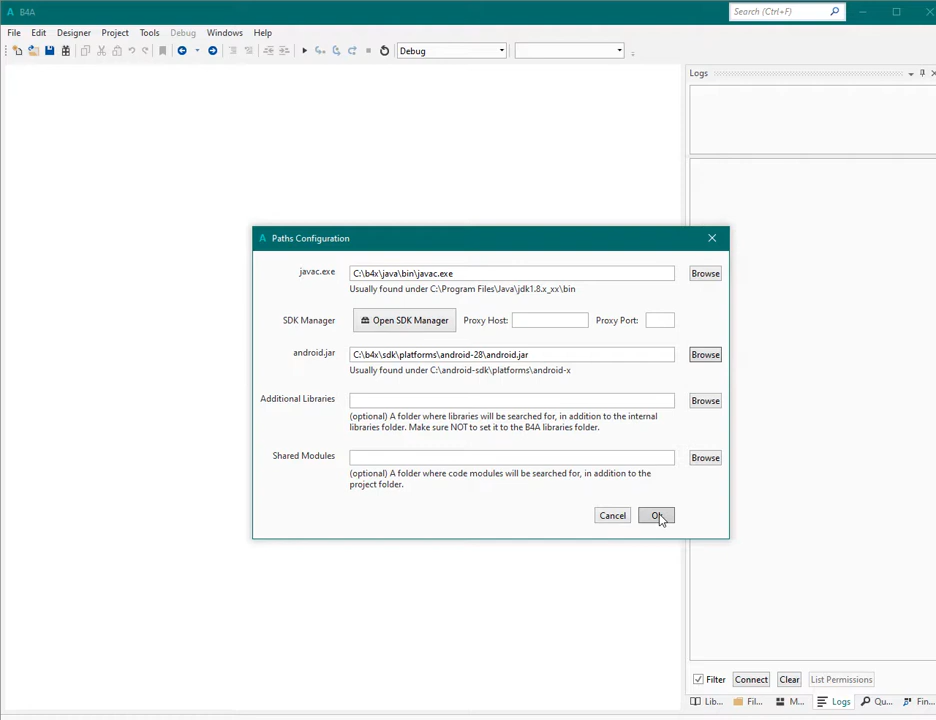 B4A
Search (Ctrl+F)
File Edit Designer Project Tools Debug Windows Help
Debug
Logs
Paths Configuration
javac.exe C:\b4x\java\bin\javac.exe Browse
Usually found under C:\Program Files\Java\jdk1.8.x_xx\bin
SDK Manager Open SDK Manager Proxy Host: Proxy Port:
android.jar C:\b4x\sdk\platforms\android-28\android.jar Browse
Usually found under C:\android-sdk\platforms\android-x
Additional Libraries Browse
(optional) A folder where libraries will be searched for, in addition to the internal
libraries folder. Make sure NOT to set it to the B4A libraries folder.
Shared Modules Browse
(optional) A folder where code modules will be searched for, in addition to the
project folder.
Cancel Ok
Filter Connect Clear List Permissions
Lib... Fil... M... Logs Qu... Fin...